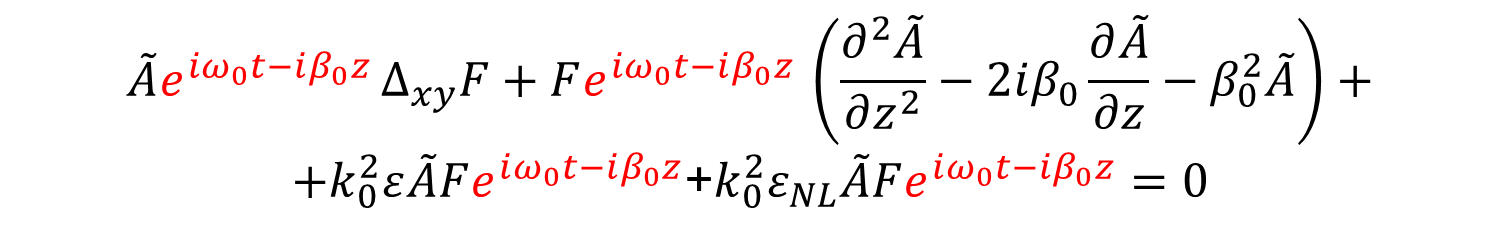 Ãe^{iω₀t−iβ₀z} Δ_{xy}F + Fe^{iω₀t−iβ₀z} (∂²Ã/∂z² − 2iβ₀ ∂Ã/∂z − β₀²Ã) +
+k₀²εÃFe^{iω₀t−iβ₀z}+k₀²ε_{NL}ÃFe^{iω₀t−iβ₀z} = 0